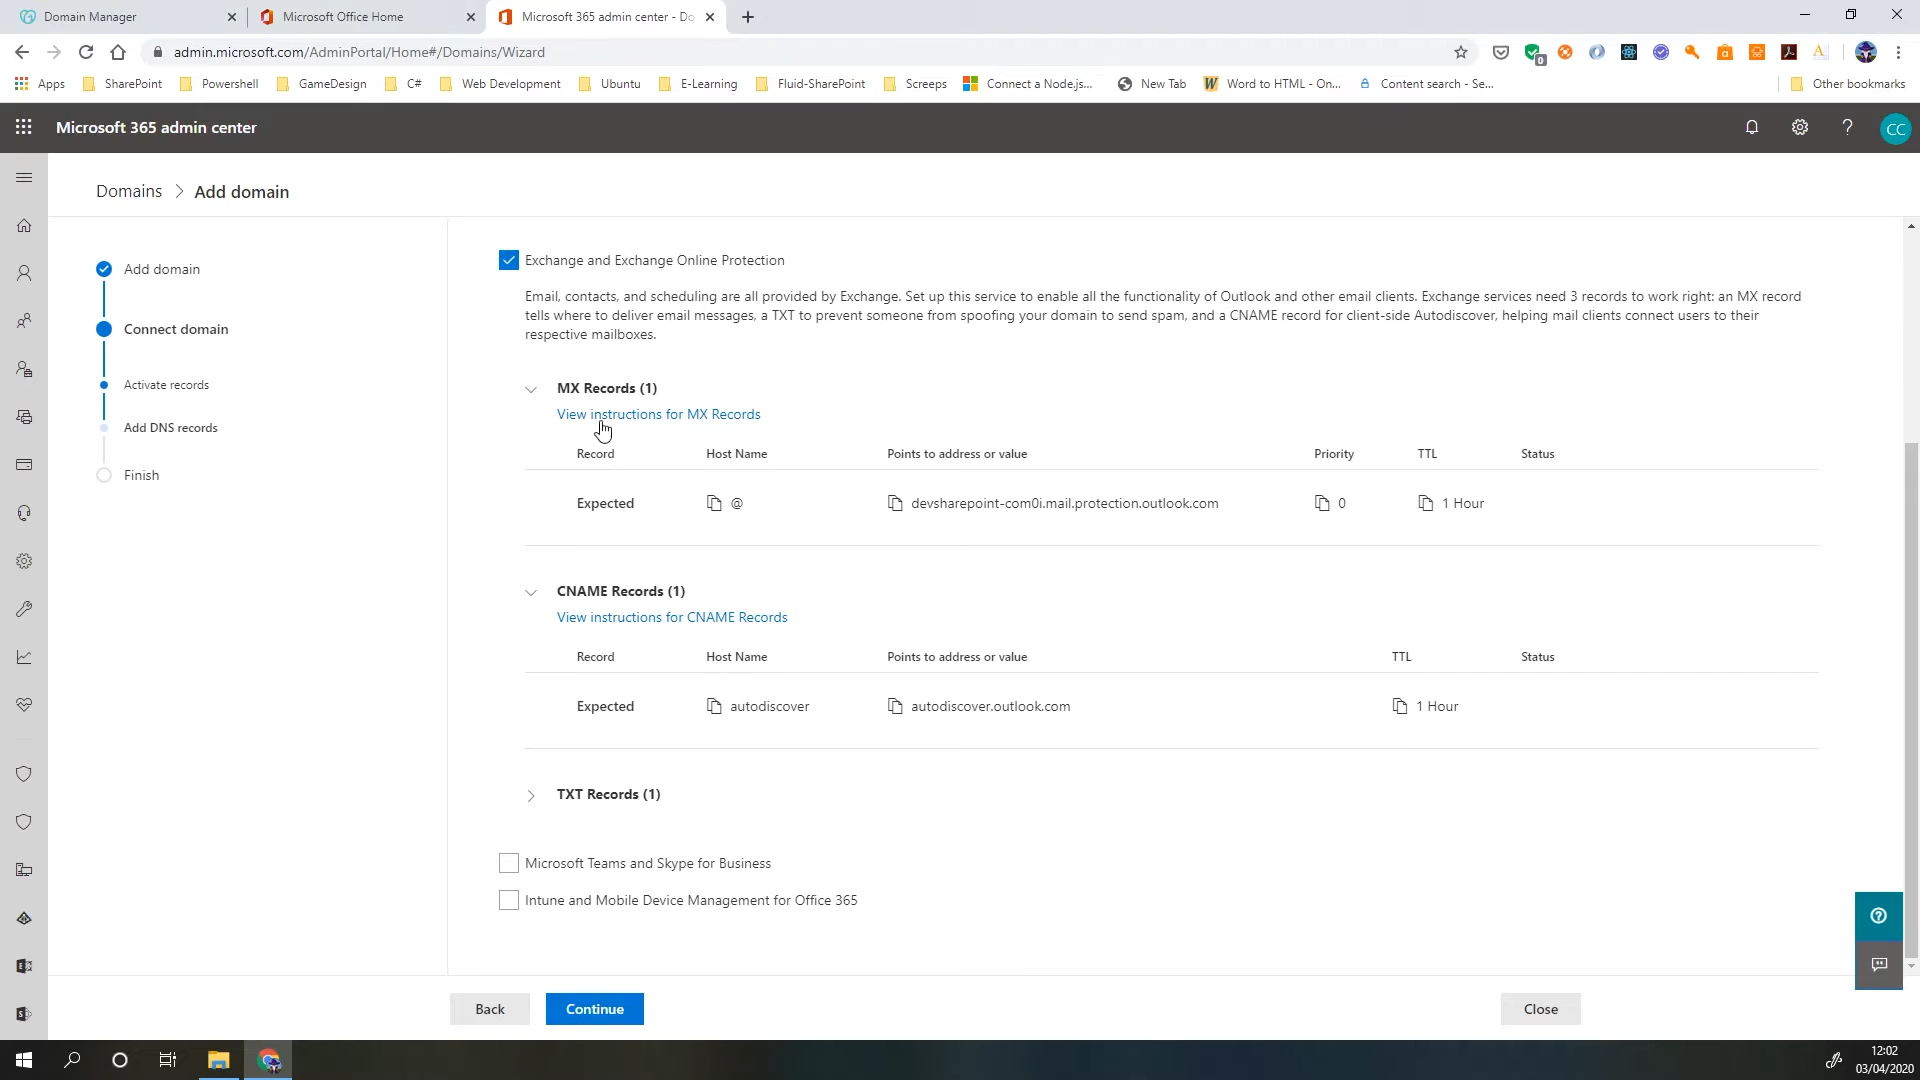 Domain Manager
Microsoft Office Home
Microsoft 365 admin center - Do
admin.microsoft.com/AdminPortal/Home#/Domains/Wizard
0
Apps SharePoint Powershell GameDesign C# Web Development Ubuntu E-Learning Fluid-SharePoint Screeps Connect a Node.js... New Tab Word to HTML - On... Content search - Se... Other bookmarks
Microsoft 365 admin center
CC
Domains > Add domain
Add domain
Connect domain
Activate records
Add DNS records
Finish
Exchange and Exchange Online Protection
Email, contacts, and scheduling are all provided by Exchange. Set up this service to enable all the functionality of Outlook and other email clients. Exchange services need 3 records to work right: an MX record
tells where to deliver email messages, a TXT to prevent someone from spoofing your domain to send spam, and a CNAME record for client-side Autodiscover, helping mail clients connect users to their
respective mailboxes.
MX Records (1)
View instructions for MX Records
Record Host Name Points to address or value Priority TTL Status
Expected @ devsharepoint-com0i.mail.protection.outlook.com 0 1 Hour
CNAME Records (1)
View instructions for CNAME Records
Record Host Name Points to address or value TTL Status
Expected autodiscover autodiscover.outlook.com 1 Hour
TXT Records (1)
Microsoft Teams and Skype for Business
Intune and Mobile Device Management for Office 365
Back Continue Close
12:02
03/04/2020